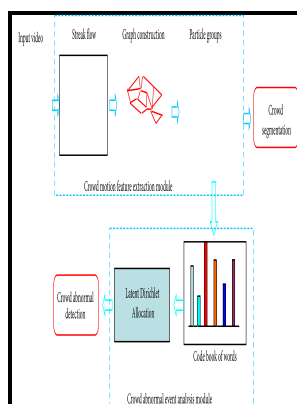 Input video
Streak flow
Graph construction
Particle groups
Crowd
segmentation
Crowd motion feature extraction module
Crowd abnormal
detection
Latent Dirichlet
Allocation
Code book of words
Crowd abnormal event analysis module